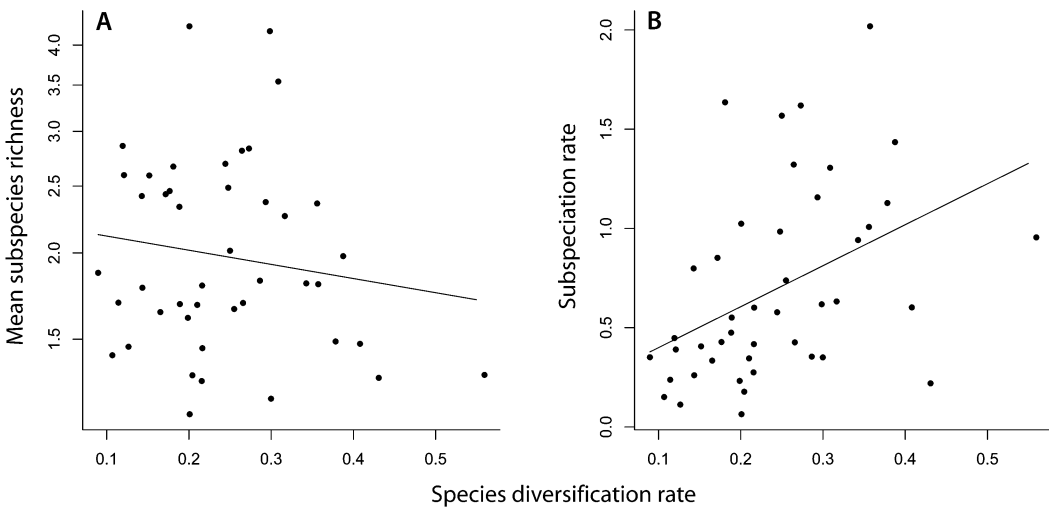 A
B
Mean subspecies richness
4.0
3.5
3.0
2.5
2.0
1.5
0.1 0.2 0.3 0.4 0.5
Subspeciation rate
2.0
1.5
1.0
0.5
0.0
0.1 0.2 0.3 0.4 0.5
Species diversification rate